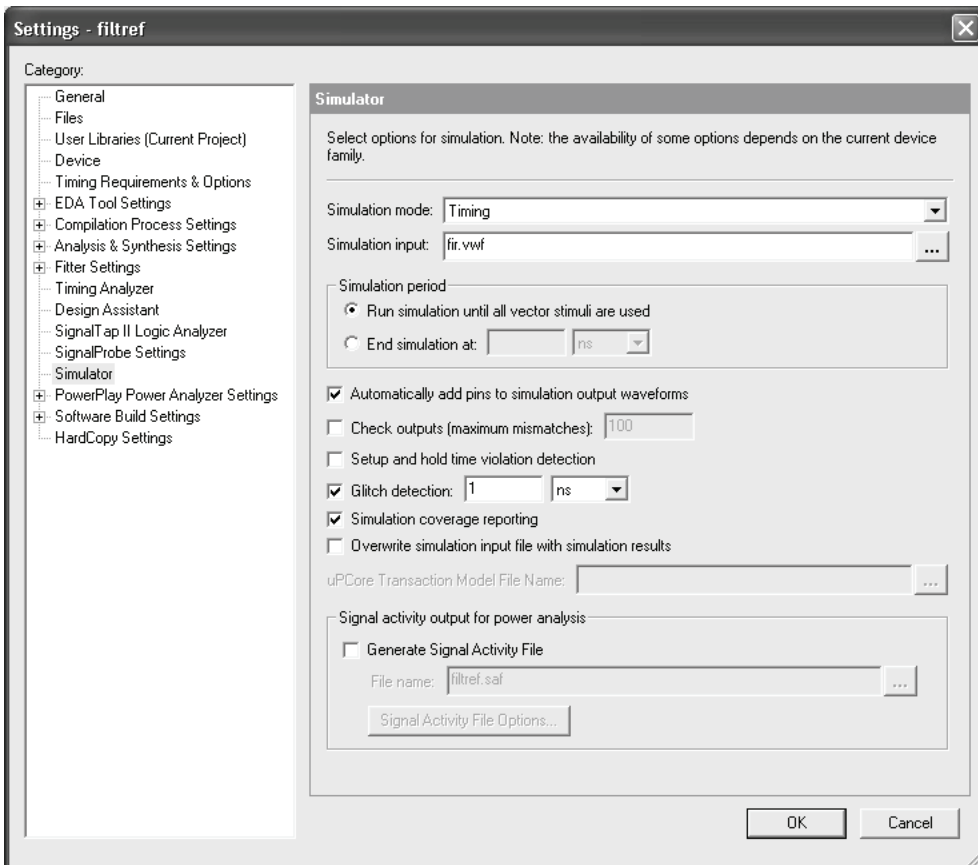 Settings - filtref
Category:
General
Files
User Libraries (Current Project)
Device
Timing Requirements & Options
EDA Tool Settings
Compilation Process Settings
Analysis & Synthesis Settings
Fitter Settings
Timing Analyzer
Design Assistant
SignalTap II Logic Analyzer
SignalProbe Settings
Simulator
PowerPlay Power Analyzer Settings
Software Build Settings
HardCopy Settings
Simulator
Select options for simulation. Note: the availability of some options depends on the current device
family.
Simulation mode: Timing
Simulation input: fir.vwf ...
Simulation period
Run simulation until all vector stimuli are used
End simulation at: ns
Automatically add pins to simulation output waveforms
Check outputs (maximum mismatches): 100
Setup and hold time violation detection
Glitch detection: 1 ns
Simulation coverage reporting
Overwrite simulation input file with simulation results
uPCore Transaction Model File Name: ...
Signal activity output for power analysis
Generate Signal Activity File
File name: filtref.saf ...
Signal Activity File Options...
OK Cancel